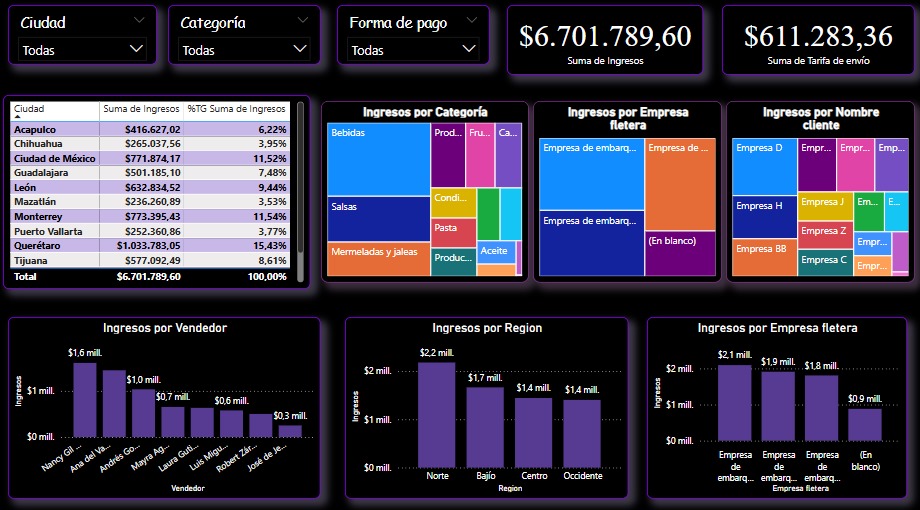 Ciudad
Todas
Categoría
Todas
Forma de pago
Todas
$6.701.789,60
Suma de Ingresos
$611.283,36
Suma de Tarifa de envío
Ciudad Suma de Ingresos %TG Suma de Ingresos
Acapulco $416.627,02 6,22%
Chihuahua $265.037,56 3,95%
Ciudad de México $771.874,17 11,52%
Guadalajara $501.185,10 7,48%
León $632.834,52 9,44%
Mazatlán $236.260,89 3,53%
Monterrey $773.395,43 11,54%
Puerto Vallarta $252.360,86 3,77%
Querétaro $1.033.783,05 15,43%
Tijuana $577.092,49 8,61%
Total $6.701.789,60 100,00%
Ingresos por Categoría
Bebidas
Salsas
Mermeladas y jaleas
Prod...
Fru...
Ca...
Condi...
Pasta
Produc...
Aceite
Ingresos por Empresa
fletera
Empresa de embarq...
Empresa de embarq...
Empresa de ...
(En blanco)
Ingresos por Nombre
cliente
Empresa D
Empresa H
Empresa BB
Empr...
Empr...
Emp...
Empresa J
Empresa Z
Empresa C
Em...
E...
Empr...
Empr...
Ingresos por Vendedor
Ingresos
$1 mill.
$0 mill.
$1,6 mill.
$1,0 mill.
$0,7 mill.
$0,6 mill.
$0,3 mill.
Nancy Gil ...
Ana del Va...
Andrés Go...
Mayra Ag...
Laura Guti...
Luis Migu...
Robert Zár...
José de Je...
Vendedor
Ingresos por Region
Ingresos
$2 mill.
$1 mill.
$0 mill.
$2,2 mill.
$1,7 mill.
$1,4 mill.
$1,4 mill.
Norte
Bajío
Centro
Occidente
Region
Ingresos por Empresa fletera
Ingresos
$2 mill.
$1 mill.
$0 mill.
$2,1 mill.
$1,9 mill.
$1,8 mill.
$0,9 mill.
Empresa
de
embarq...
Empresa
de
embarq...
Empresa
de
embarq...
(En
blanco)
Empresa fletera